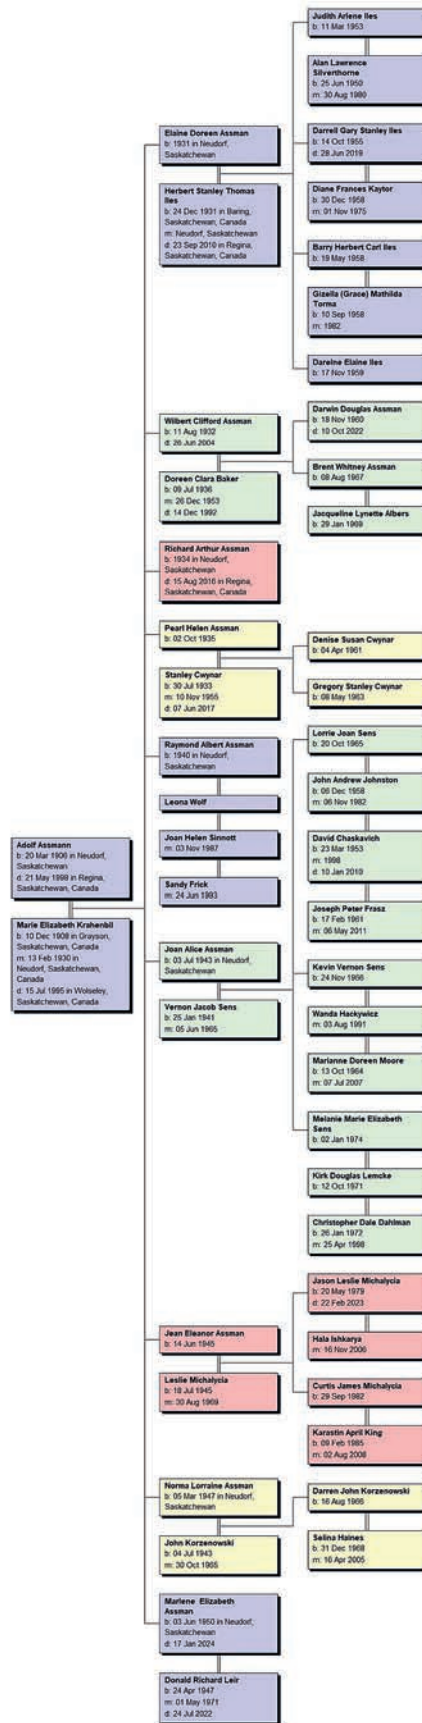 Adolf Assmann
b: 20 Mar 1906 in Neudorf,
Saskatchewan
d: 21 May 1998 in Regina,
Saskatchewan, Canada
Marie Elizabeth Krahenbil
b: 10 Dec 1908 in Grayson,
Saskatchewan, Canada
m: 13 Feb 1930 in
Neudorf, Saskatchewan,
Canada
d: 15 Jul 1995 in Wolseley,
Saskatchewan, Canada
Elaine Doreen Assman
b: 1931 in Neudorf,
Saskatchewan
Herbert Stanley Thomas
Iles
b: 24 Dec 1931 in Baring,
Saskatchewan, Canada
m: Neudorf, Saskatchewan
d: 23 Sep 2010 in Regina,
Saskatchewan, Canada
Judith Arlene Iles
b: 11 Mar 1953
Alan Lawrence
Silverthorne
b: 25 Jun 1950
m: 30 Aug 1980
Darrell Gary Stanley Iles
b: 14 Oct 1955
d: 28 Jun 2019
Diane Frances Kaytor
b: 30 Dec 1958
m: 01 Nov 1975
Barry Herbert Carl Iles
b: 19 May 1958
Gizella (Grace) Mathilda
Torma
b: 10 Sep 1958
m: 1982
Dareine Elaine Iles
b: 17 Nov 1959
Wilbert Clifford Assman
b: 11 Aug 1932
d: 26 Jun 2004
Doreen Clara Baker
b: 09 Jul 1936
m: 26 Dec 1953
d: 14 Dec 1992
Darwin Douglas Assman
b: 18 Nov 1960
d: 10 Oct 2022
Brent Whitney Assman
b: 08 Aug 1967
Jacqueline Lynette Albers
b: 29 Jan 1969
Richard Arthur Assman
b: 1934 in Neudorf,
Saskatchewan
d: 15 Aug 2016 in Regina,
Saskatchewan, Canada
Pearl Helen Assman
b: 02 Oct 1935
Stanley Cwynar
b: 30 Jul 1933
m: 10 Nov 1955
d: 07 Jun 2017
Denise Susan Cwynar
b: 04 Apr 1961
Gregory Stanley Cwynar
b: 08 May 1963
Raymond Albert Assman
b: 1940 in Neudorf,
Saskatchewan
Leona Wolf
Joan Helen Sinnott
m: 03 Nov 1987
Sandy Frick
m: 24 Jun 1993
Joan Alice Assman
b: 03 Jul 1943 in Neudorf,
Saskatchewan
Vernon Jacob Sens
b: 25 Jan 1941
m: 05 Jun 1965
Lorrie Joan Sens
b: 20 Oct 1965
John Andrew Johnston
b: 06 Dec 1958
m: 06 Nov 1982
David Chaskavich
b: 23 Mar 1953
m: 1998
d: 10 Jan 2010
Joseph Peter Frasz
b: 17 Feb 1961
m: 06 May 2011
Kevin Vernon Sens
b: 24 Nov 1966
Wanda Hackywicz
m: 03 Aug 1991
Marianne Doreen Moore
b: 13 Oct 1964
m: 07 Jul 2007
Melanie Marie Elizabeth
Sens
b: 02 Jan 1974
Kirk Douglas Lemcke
b: 12 Oct 1971
Christopher Dale Dahlman
b: 26 Jan 1972
m: 25 Apr 1998
Jean Eleanor Assman
b: 14 Jun 1945
Leslie Michalycia
b: 18 Jul 1945
m: 30 Aug 1969
Jason Leslie Michalycia
b: 20 May 1979
d: 22 Feb 2023
Hala Ishkarya
m: 16 Nov 2006
Curtis James Michalycia
b: 29 Sep 1982
Karastin April King
b: 09 Feb 1985
m: 02 Aug 2008
Norma Lorraine Assman
b: 05 Mar 1947 in Neudorf,
Saskatchewan
John Korzenowski
b: 04 Jul 1943
m: 30 Oct 1965
Darren John Korzenowski
b: 16 Aug 1966
Selina Haines
b: 31 Dec 1968
m: 16 Apr 2005
Marlene Elizabeth
Assman
b: 03 Jun 1950 in Neudorf,
Saskatchewan
d: 17 Jan 2024
Donald Richard Leir
b: 24 Apr 1947
m: 01 May 1971
d: 24 Jul 2022